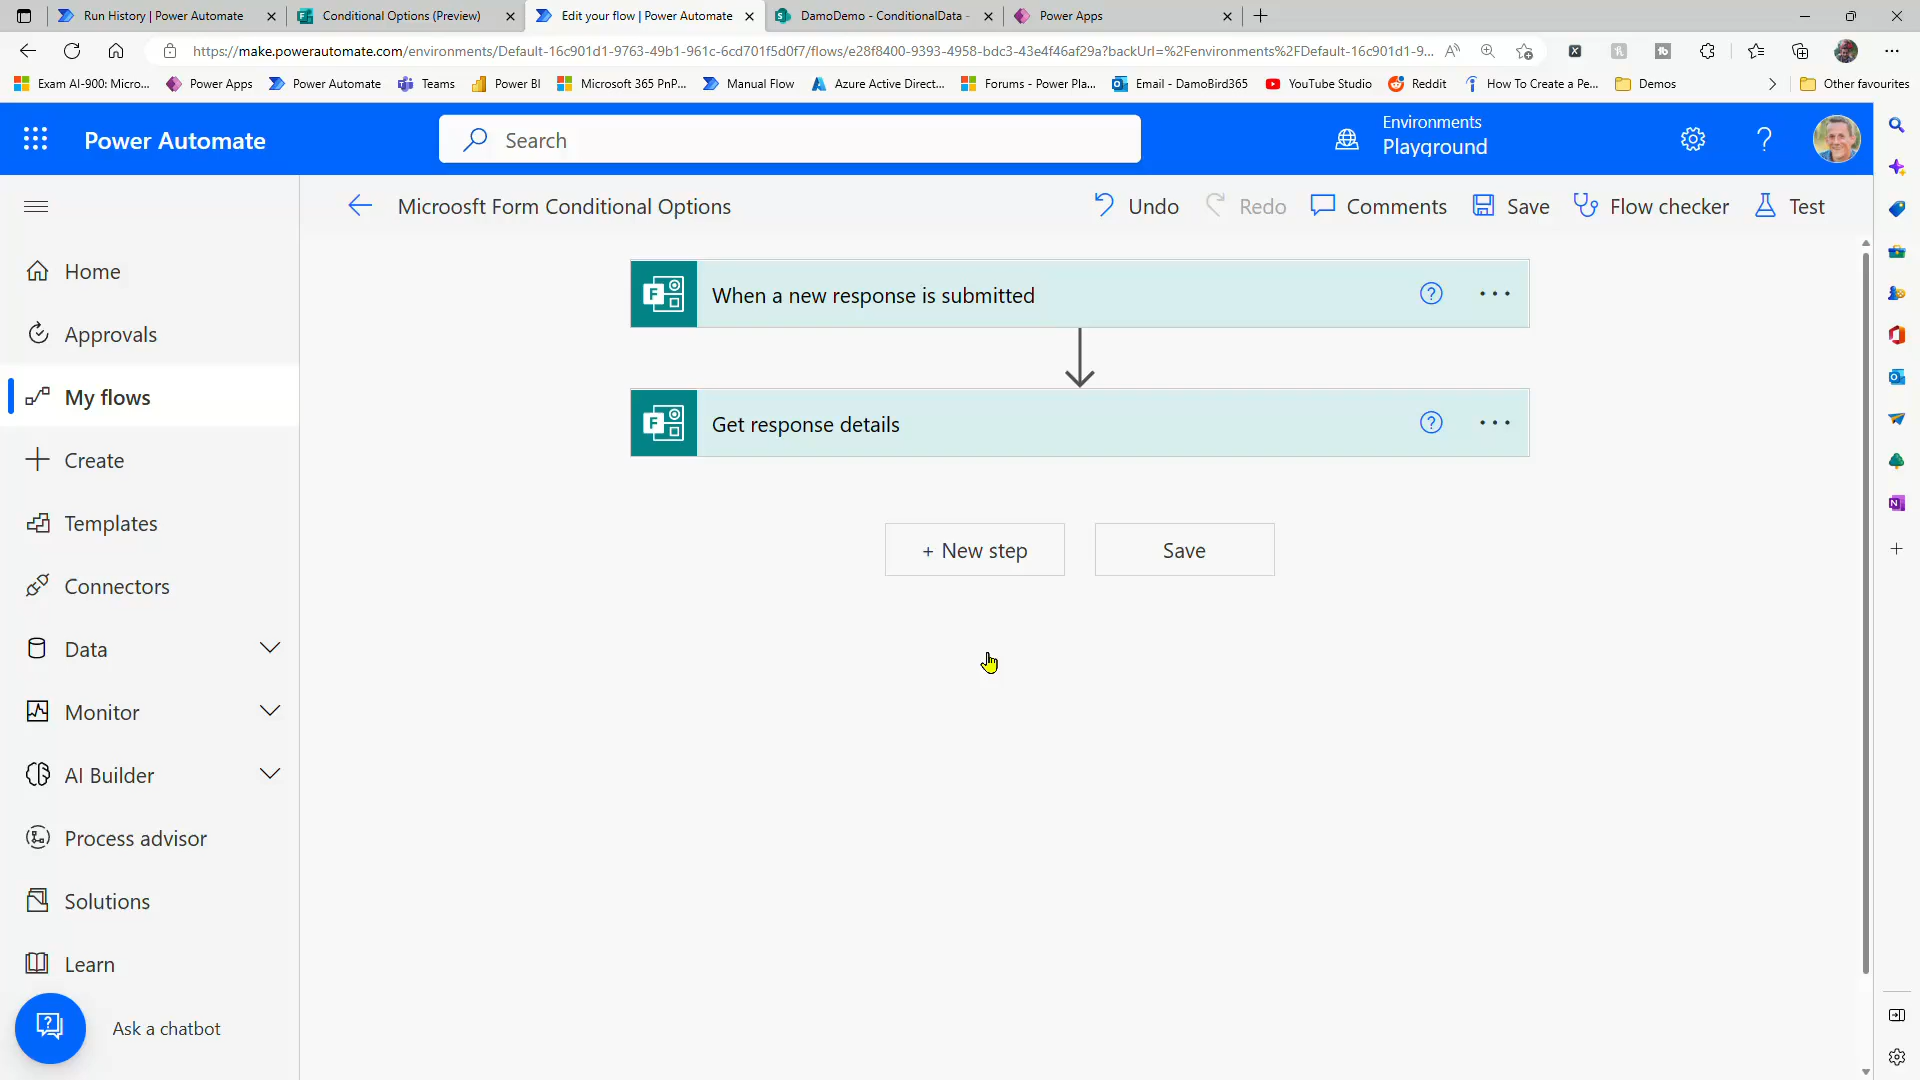 Run History | Power Automate
Conditional Options (Preview)
Edit your flow | Power Automate
DamoDemo - ConditionalData -
Power Apps
https://make.powerautomate.com/environments/Default-16c901d1-9763-49b1-961c-6cd701f5d0f7/flows/e28f8400-9393-4958-bdc3-43e4f46af29a?backUrl=%2Fenvironments%2FDefault-16c901d1-9...
Exam AI-900: Micro...
Power Apps
Power Automate
Teams
Power BI
Microsoft 365 PnP...
Manual Flow
Azure Active Direct...
Forums - Power Pla...
Email - DamoBird365
YouTube Studio
Reddit
How To Create a Pe...
Demos
Other favourites
Power Automate
Search
Environments
Playground
Microosft Form Conditional Options
Undo
Redo
Comments
Save
Flow checker
Test
Home
Approvals
My flows
Create
Templates
Connectors
Data
Monitor
AI Builder
Process advisor
Solutions
Learn
Ask a chatbot
When a new response is submitted
Get response details
+ New step
Save